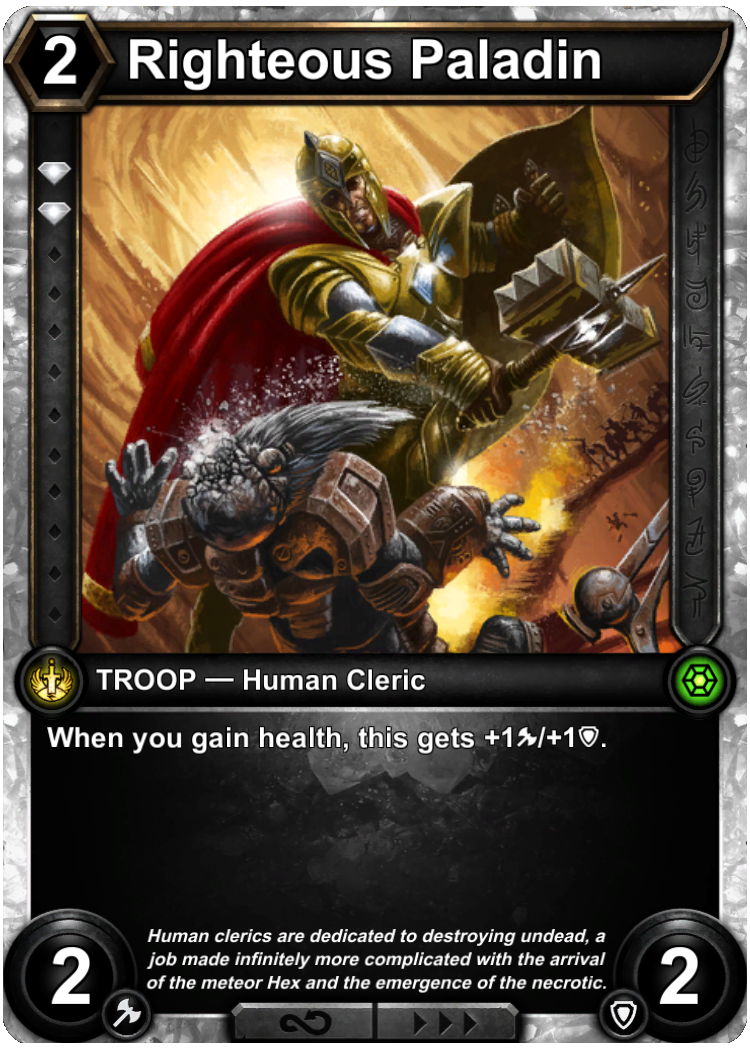 2
Righteous Paladin
TROOP — Human Cleric
When you gain health, this gets +1/+1.
Human clerics are dedicated to destroying undead, a
job made infinitely more complicated with the arrival
of the meteor Hex and the emergence of the necrotic.
2
2